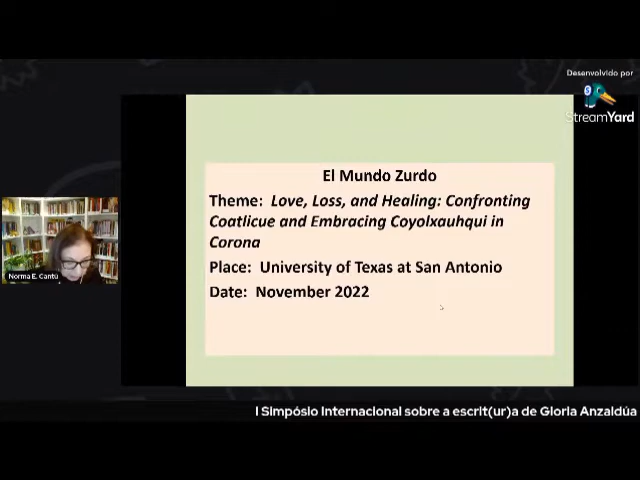 Desenvolvido por
StreamYard
El Mundo Zurdo
Theme: Love, Loss, and Healing: Confronting
Coatlicue and Embracing Coyolxauhqui in
Corona
Place: University of Texas at San Antonio
Date: November 2022
Norma E. Cantú
I Simpósio Internacional sobre a escrit(ur)a de Gloria Anzaldúa